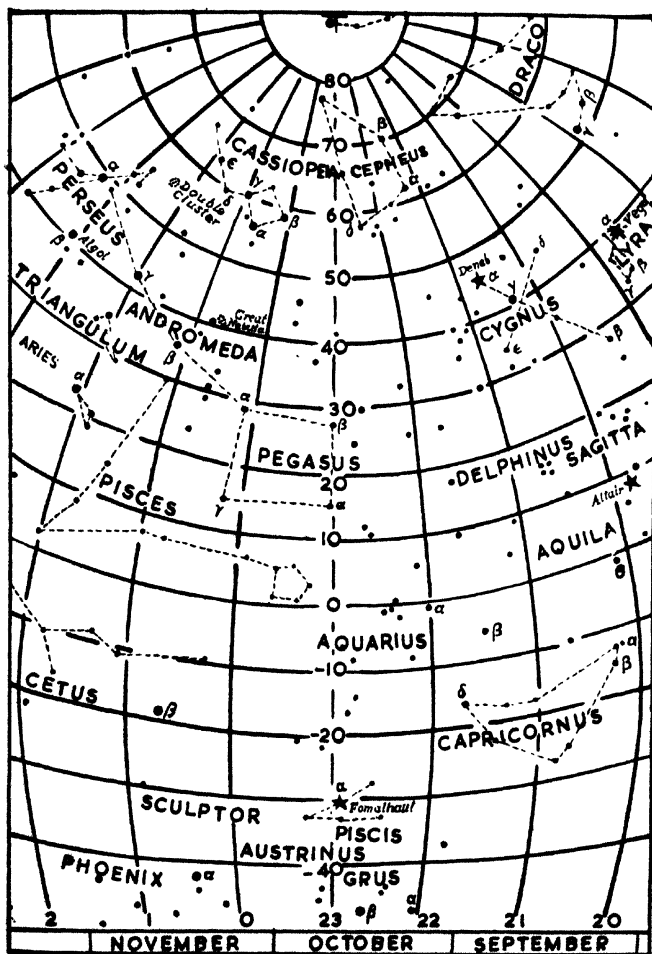 DRACO
80
β
γ
β
70
CASSIOPEIA
CEPHEUS
α
PERSEUS
ε
Double
Cluster
δ
γ
α
β
60
δ
α
α
Vega
LYRA
β
γ
β
Algol
γ
50
Deneb
α
δ
γ
CYGNUS
ε
β
TRIANGULUM
ANDROMEDA
Great
Nebula
40
β
ARIES
α
α
30
β
PEGASUS
DELPHINUS
SAGITTA
20
PISCES
γ
α
Altair
10
AQUILA
θ
0
α
AQUARIUS
β
-10
α
β
CETUS
β
-20
δ
CAPRICORNUS
α
Fomalhaut
SCULPTOR
PISCIS
AUSTRINUS
-40
GRUS
PHOENIX
α
β
α
2
1
0
23
22
21
20
NOVEMBER
OCTOBER
SEPTEMBER